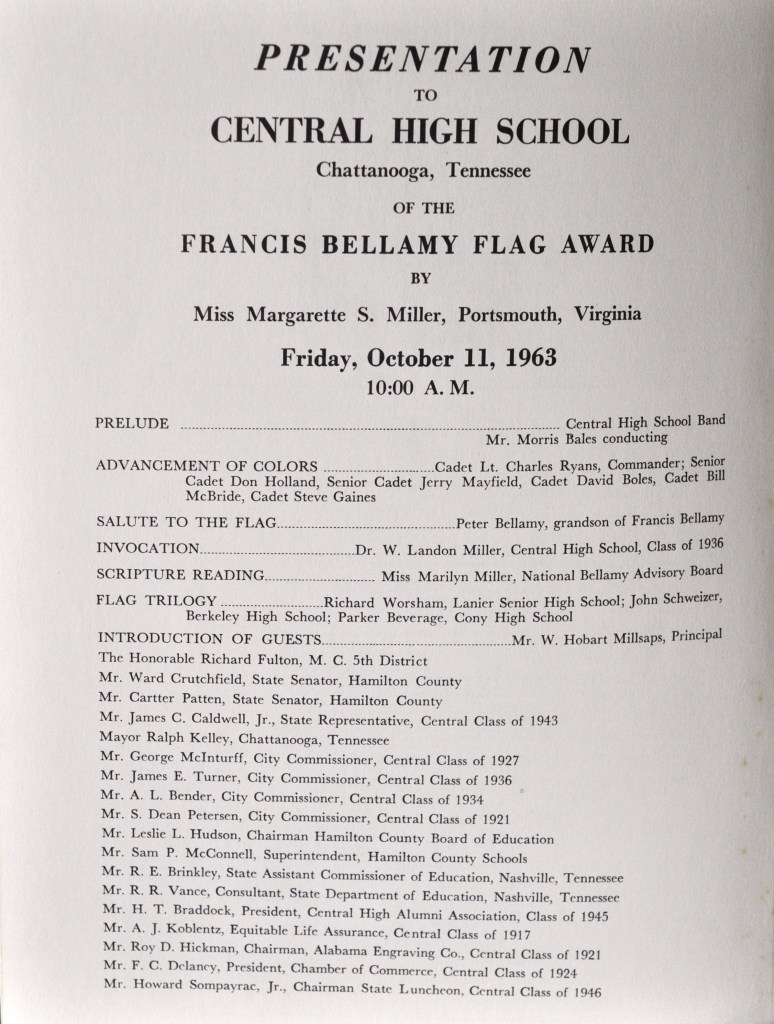 PRESENTATION
TO
CENTRAL HIGH SCHOOL
Chattanooga, Tennessee
OF THE
FRANCIS BELLAMY FLAG AWARD
BY
Miss Margarette S. Miller, Portsmouth, Virginia
Friday, October 11, 1963
10:00 A. M.
PRELUDE ........ Central High School Band
Mr. Morris Bales conducting
ADVANCEMENT OF COLORS ........ Cadet Lt. Charles Ryans, Commander; Senior
Cadet Don Holland, Senior Cadet Jerry Mayfield, Cadet David Boles, Cadet Bill
McBride, Cadet Steve Gaines
SALUTE TO THE FLAG........ Peter Bellamy, grandson of Francis Bellamy
INVOCATION........ Dr. W. Landon Miller, Central High School, Class of 1936
SCRIPTURE READING........ Miss Marilyn Miller, National Bellamy Advisory Board
FLAG TRILOGY ........ Richard Worsham, Lanier Senior High School; John Schweizer,
Berkeley High School; Parker Beverage, Cony High School
INTRODUCTION OF GUESTS........ Mr. W. Hobart Millsaps, Principal
The Honorable Richard Fulton, M. C. 5th District
Mr. Ward Crutchfield, State Senator, Hamilton County
Mr. Cartter Patten, State Senator, Hamilton County
Mr. James C. Caldwell, Jr., State Representative, Central Class of 1943
Mayor Ralph Kelley, Chattanooga, Tennessee
Mr. George McInturff, City Commissioner, Central Class of 1927
Mr. James E. Turner, City Commissioner, Central Class of 1936
Mr. A. L. Bender, City Commissioner, Central Class of 1934
Mr. S. Dean Petersen, City Commissioner, Central Class of 1921
Mr. Leslie L. Hudson, Chairman Hamilton County Board of Education
Mr. Sam P. McConnell, Superintendent, Hamilton County Schools
Mr. R. E. Brinkley, State Assistant Commissioner of Education, Nashville, Tennessee
Mr. R. R. Vance, Consultant, State Department of Education, Nashville, Tennessee
Mr. H. T. Braddock, President, Central High Alumni Association, Class of 1945
Mr. A. J. Koblentz, Equitable Life Assurance, Central Class of 1917
Mr. Roy D. Hickman, Chairman, Alabama Engraving Co., Central Class of 1921
Mr. F. C. Delaney, President, Chamber of Commerce, Central Class of 1924
Mr. Howard Sompayrac, Jr., Chairman State Luncheon, Central Class of 1946